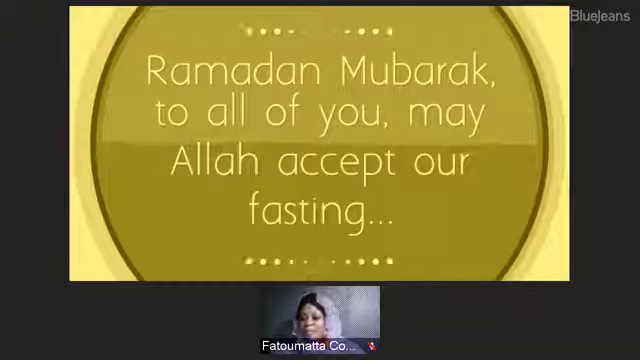 BlueJeans
Ramadan Mubarak,
to all of you, may
Allah accept our
fasting...
Fatoumatta Co...